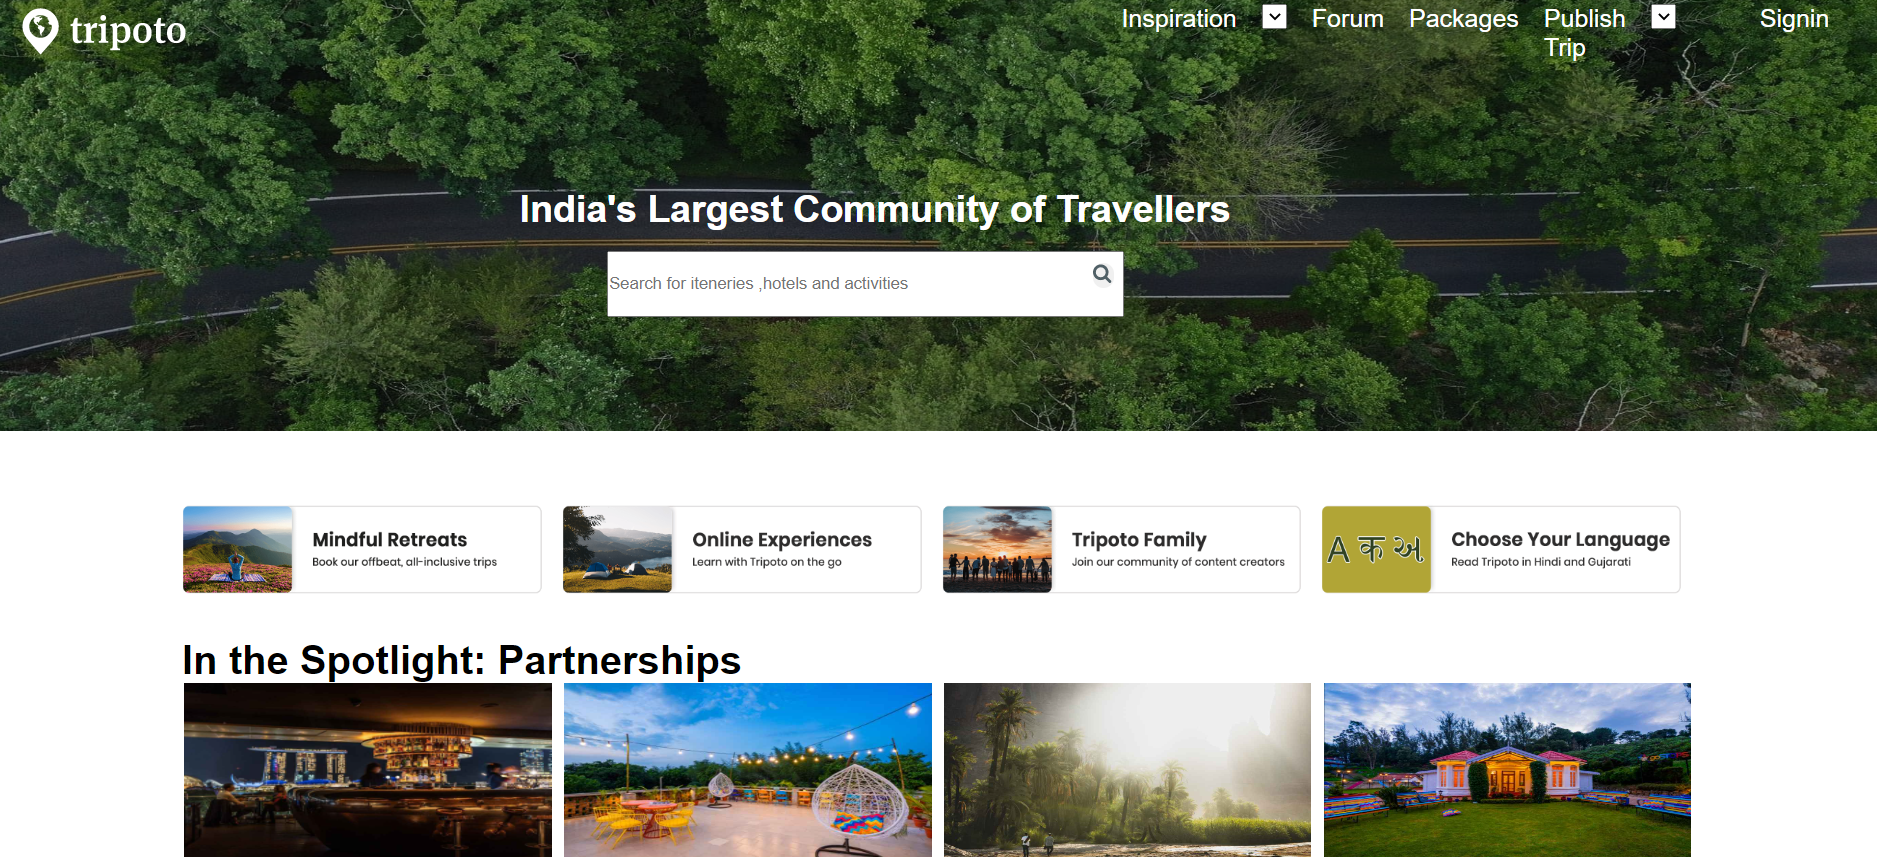 tripoto
Inspiration Forum Packages Publish Trip Signin
India's Largest Community of Travellers
Search for iteneries ,hotels and activities
Mindful Retreats
Book our offbeat, all-inclusive trips
Online Experiences
Learn with Tripoto on the go
Tripoto Family
Join our community of content creators
A क અ
Choose Your Language
Read Tripoto in Hindi and Gujarati
In the Spotlight: Partnerships